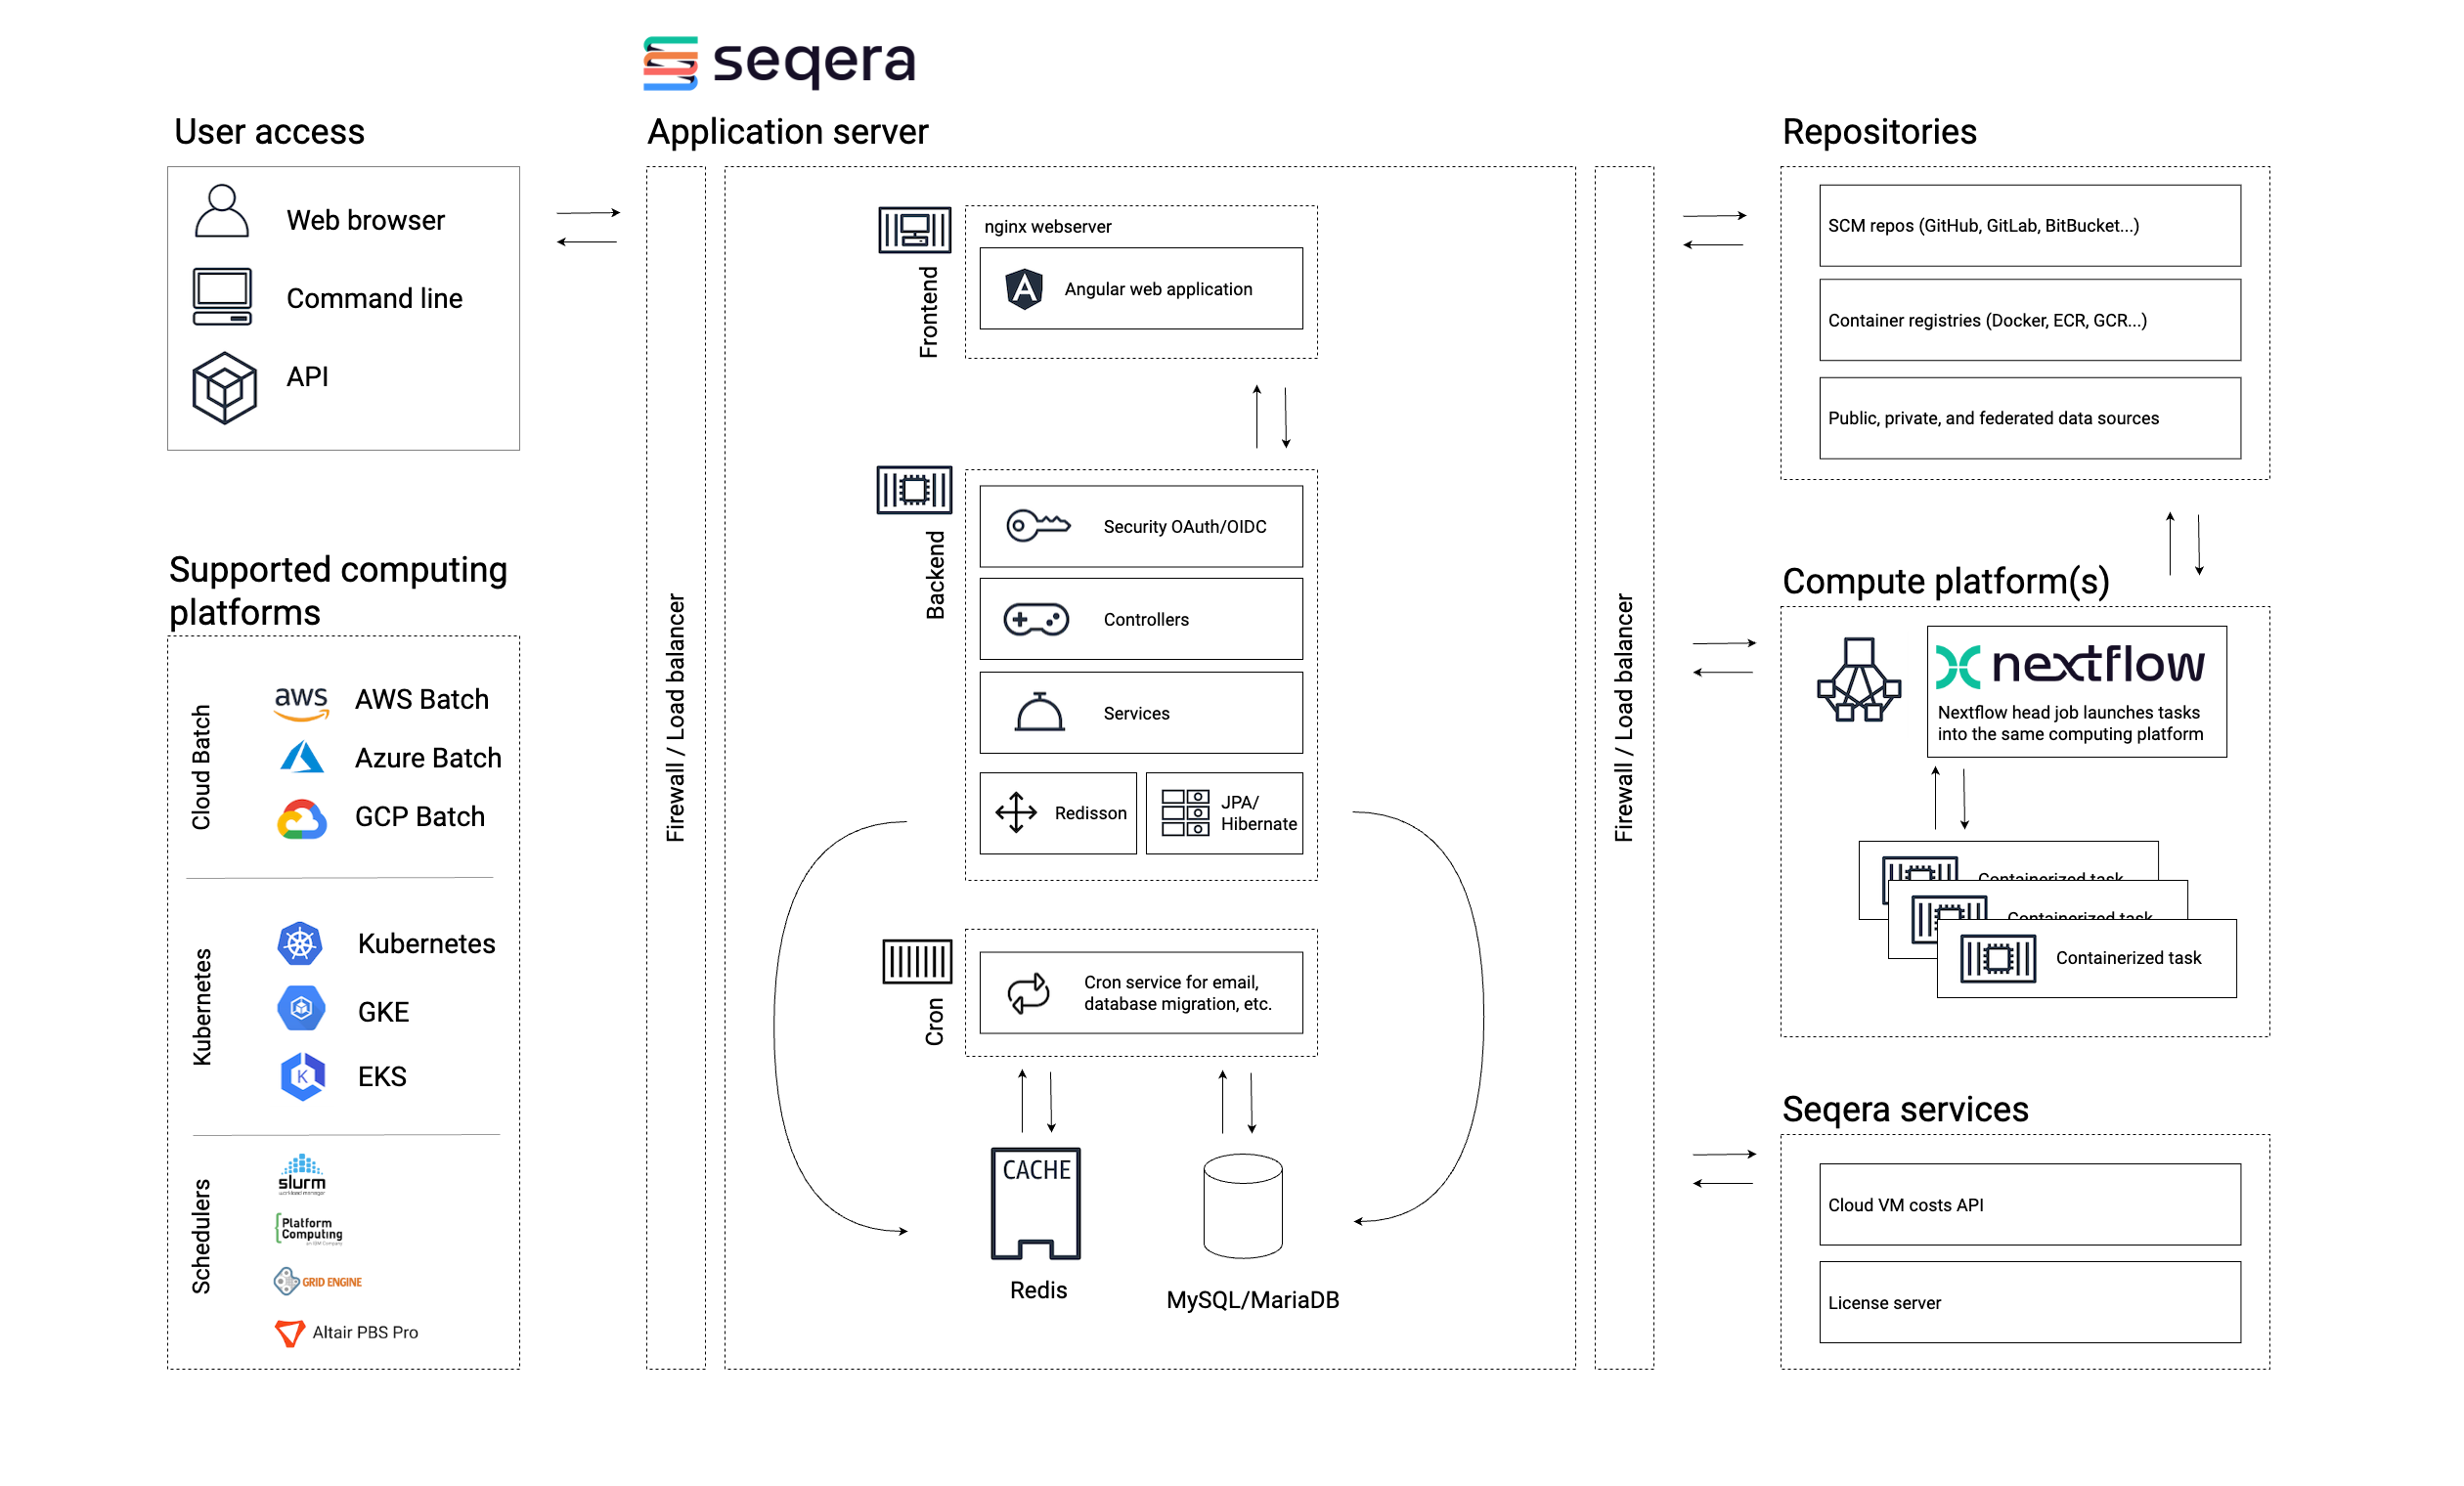 seqera
User access
Web browser
Command line
API
Supported computing
platforms
Cloud Batch
aws
AWS Batch
Azure Batch
GCP Batch
Kubernetes
Kubernetes
GKE
K
EKS
Schedulers
slurm
workload manager
Platform
Computing
an IBM Company
GRID ENGINE
Altair PBS Pro
Application server
Firewall / Load balancer
Frontend
nginx webserver
A
Angular web application
Backend
Security OAuth/OIDC
Controllers
Services
Redisson
JPA/
Hibernate
Cron
Cron service for email,
database migration, etc.
CACHE
Redis
MySQL/MariaDB
Firewall / Load balancer
Repositories
SCM repos (GitHub, GitLab, BitBucket...)
Container registries (Docker, ECR, GCR...)
Public, private, and federated data sources
Compute platform(s)
nextflow
Nextflow head job launches tasks
into the same computing platform
Containerized task
Containerized task
Containerized task
Seqera services
Cloud VM costs API
License server